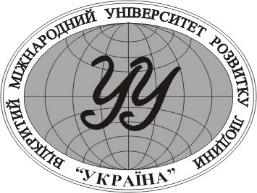 ВІДКРИТИЙ МІЖНАРОДНИЙ УНІВЕРСИТЕТ РОЗВИТКУ ЛЮДИНИ
УУ
"УКРАЇНА"